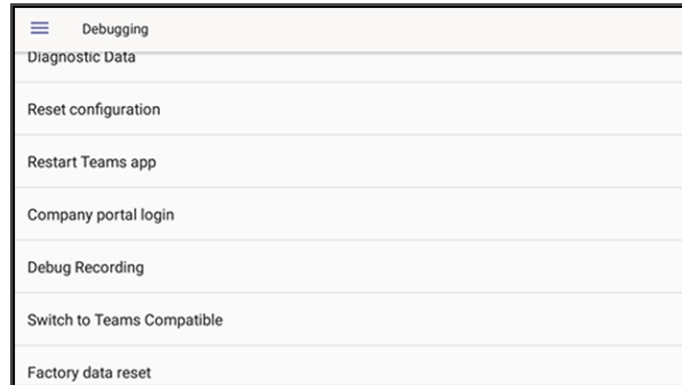 Debugging
Diagnostic Data
Reset configuration
Restart Teams app
Company portal login
Debug Recording
Switch to Teams Compatible
Factory data reset